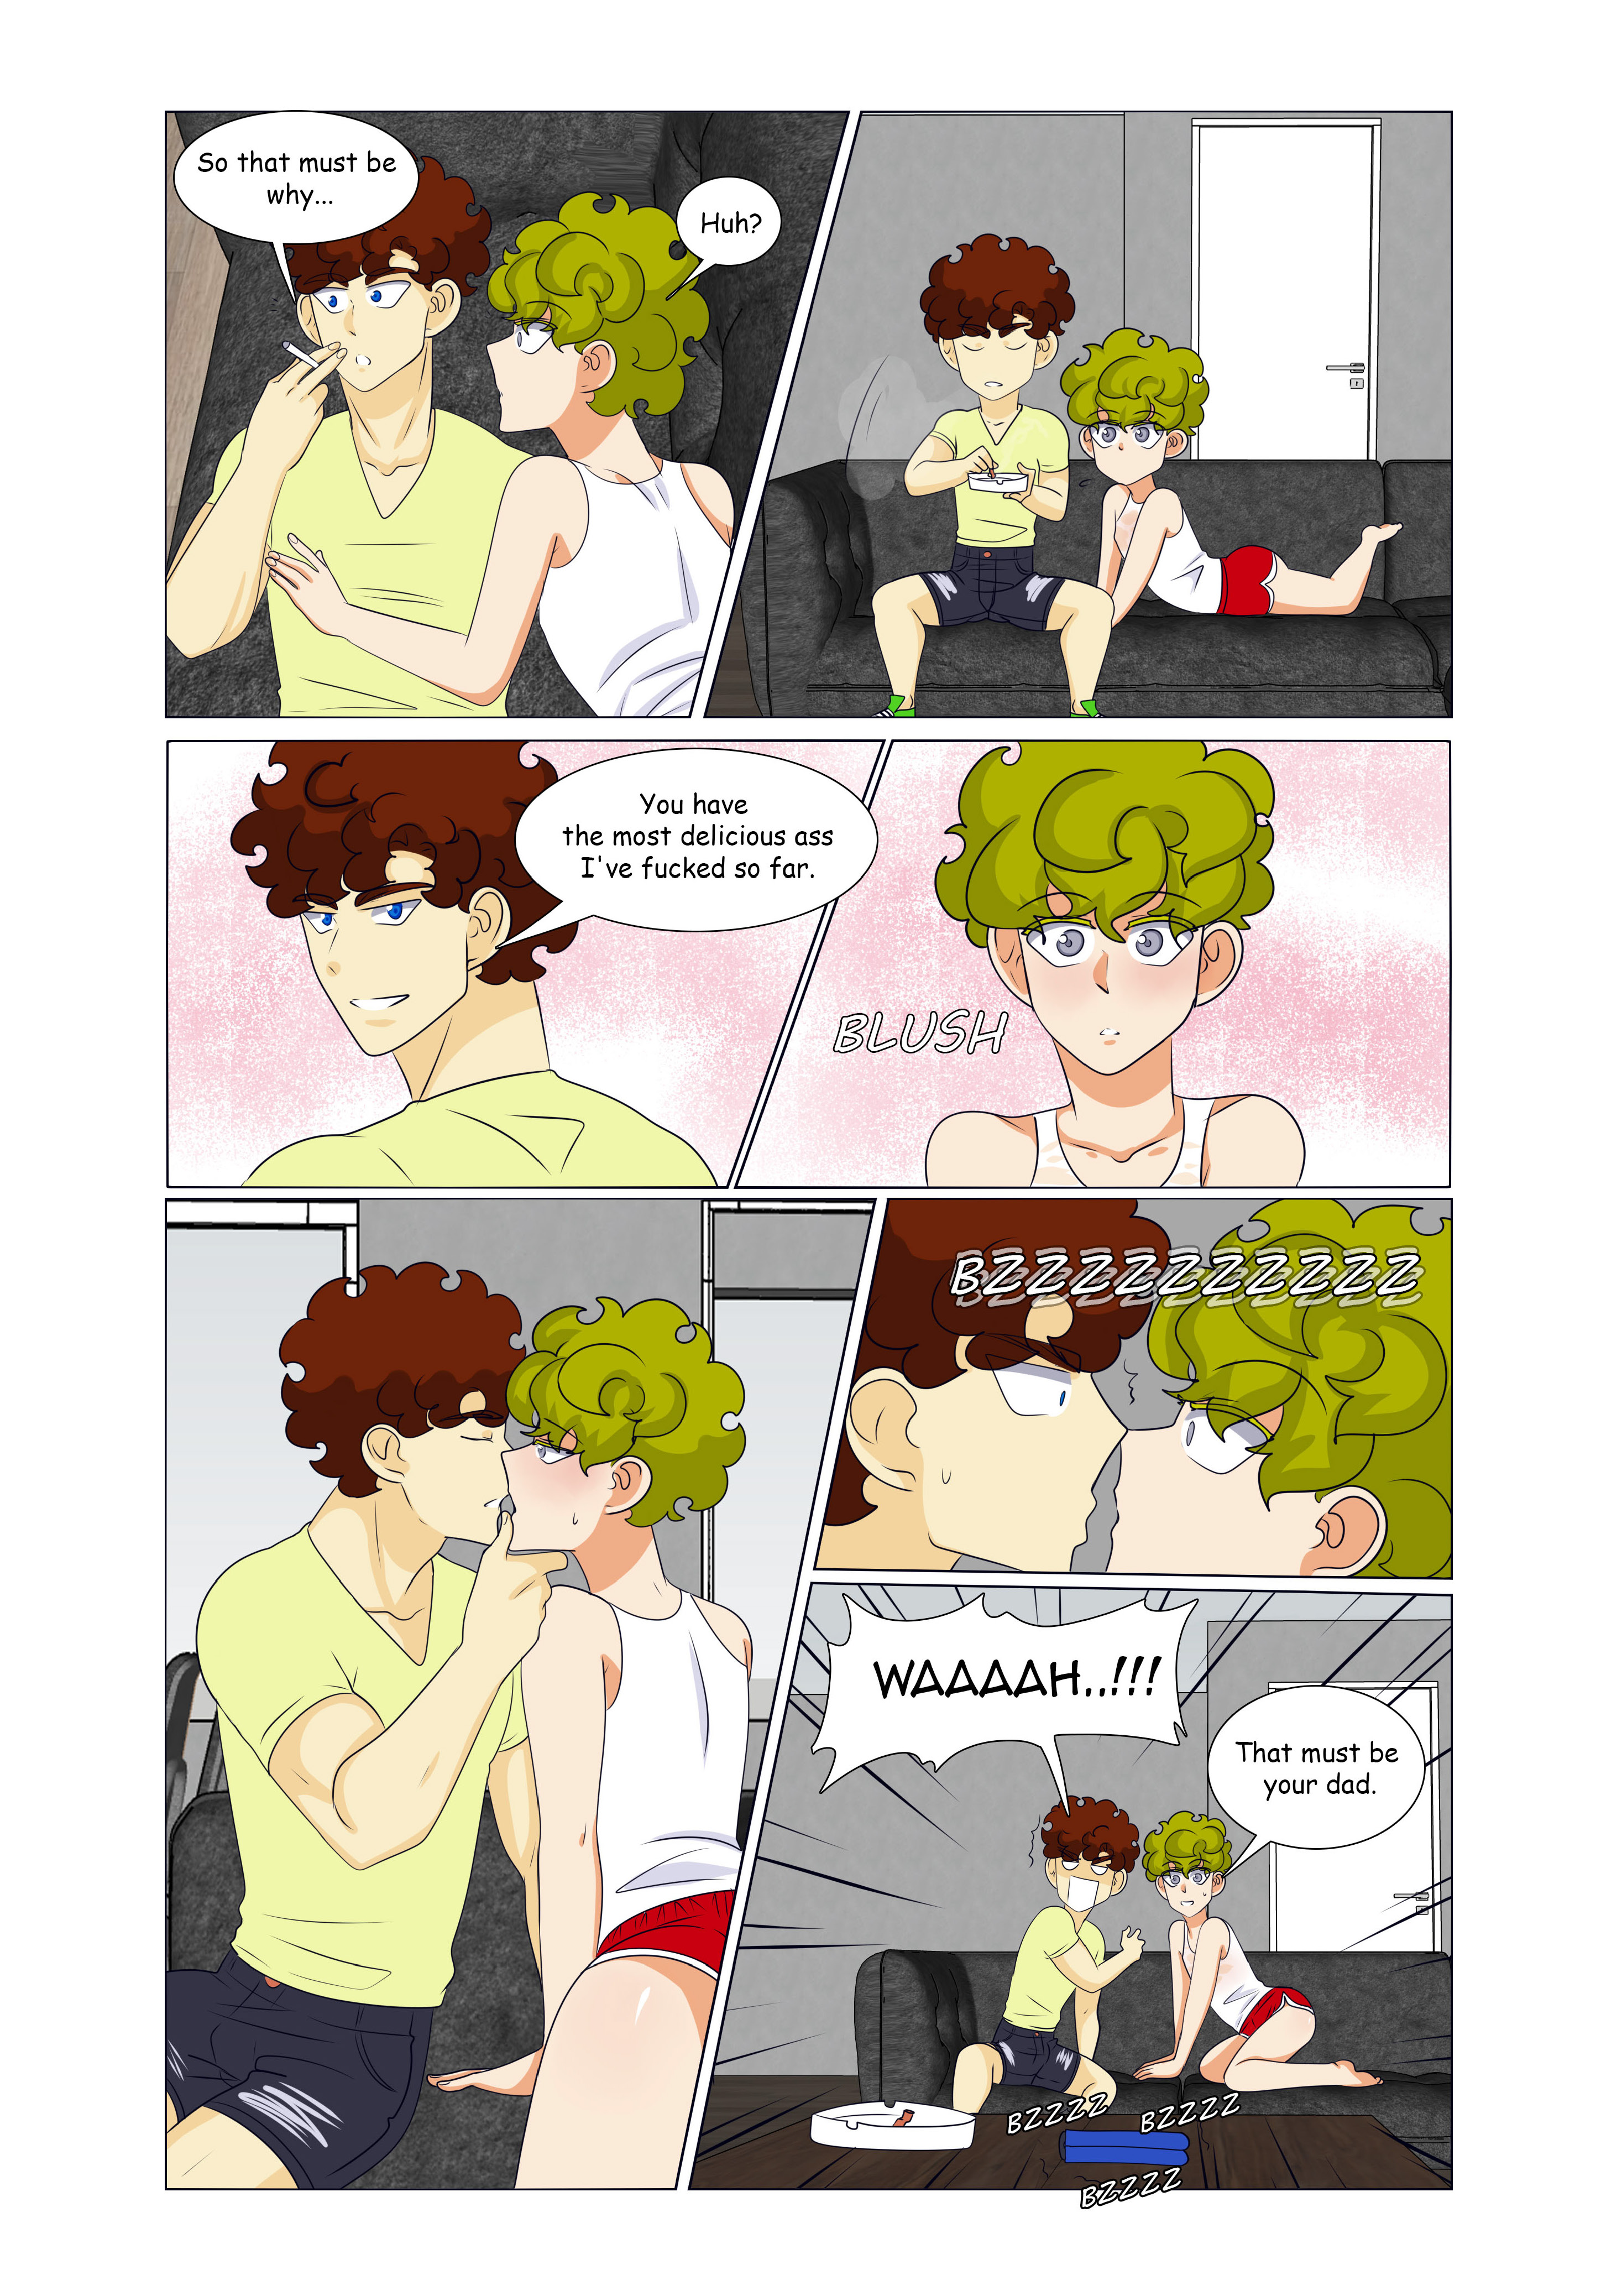 So that must be
why...
Huh?
You have
the most delicious ass
I've fucked so far.
BLUSH
BZZZZZZZZZZZ
WAAAAH..!!!
That must be
your dad.
BZZZZ
BZZZZ
BZZZZ